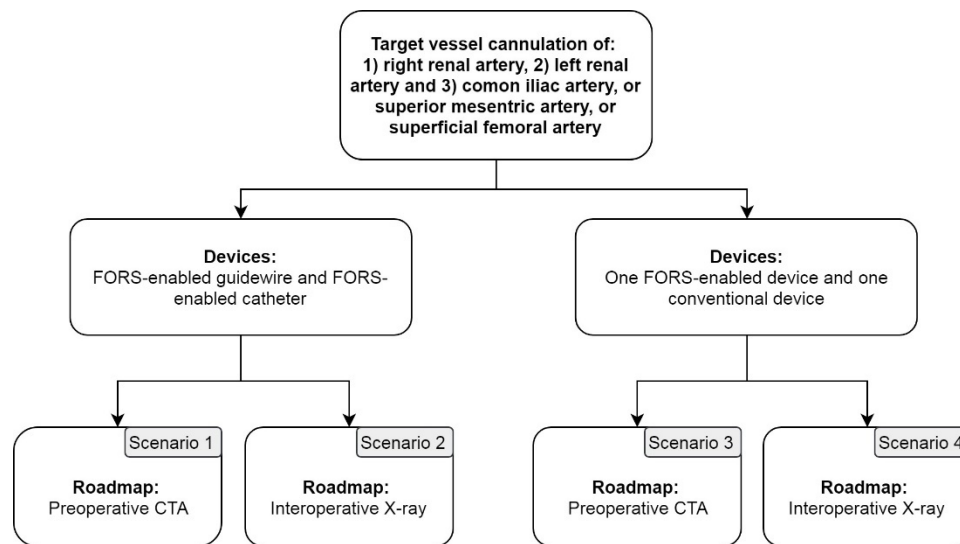 Target vessel cannulation of:
1) right renal artery, 2) left renal
artery and 3) comon iliac artery, or
superior mesentric artery, or
superficial femoral artery
Devices:
FORS-enabled guidewire and FORS-
enabled catheter
Devices:
One FORS-enabled device and one
conventional device
Scenario 1
Roadmap:
Preoperative CTA
Scenario 2
Roadmap:
Interoperative X-ray
Scenario 3
Roadmap:
Preoperative CTA
Scenario 4
Roadmap:
Interoperative X-ray